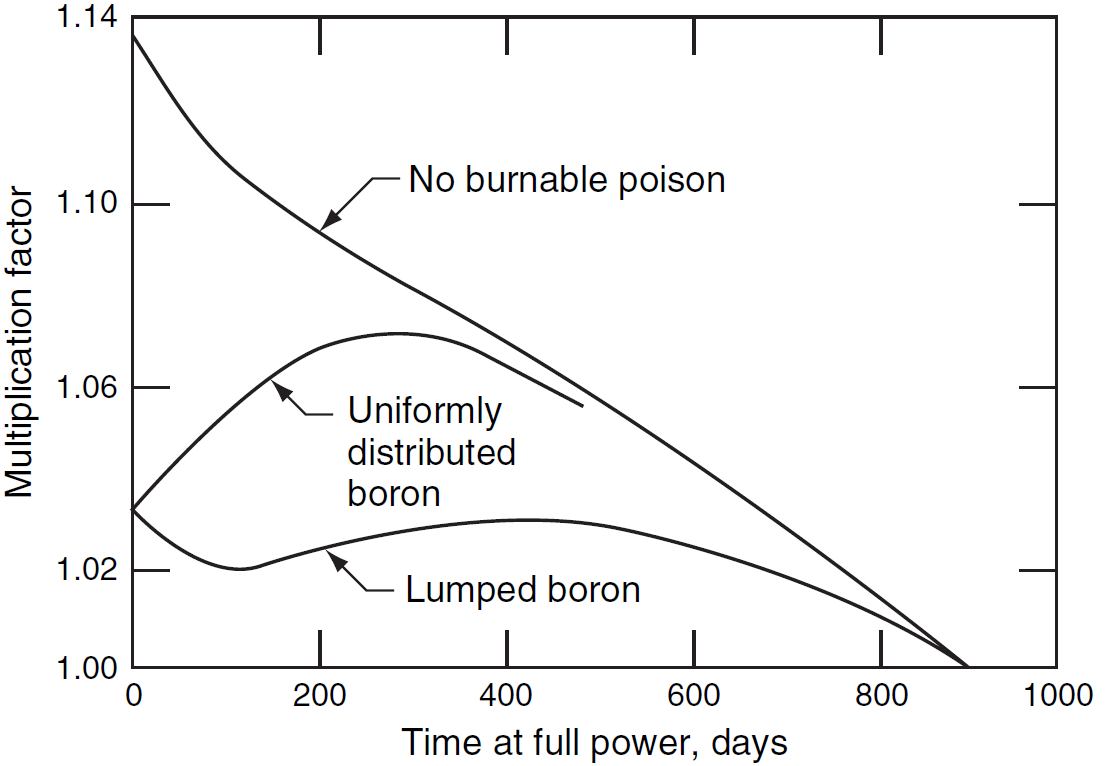 1.14
1.10
1.06
1.02
1.00
Multiplication factor
No burnable poison
Uniformly
distributed
boron
Lumped boron
0
200
400
600
800
1000
Time at full power, days